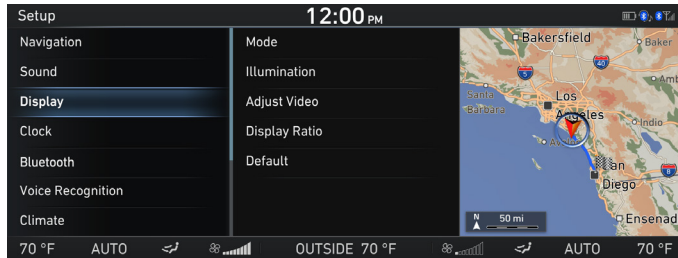 Setup
12:00 PM
Navigation
Sound
Display
Clock
Bluetooth
Voice Recognition
Climate
Mode
Illumination
Adjust Video
Display Ratio
Default
Bakersfield
Baker
5
40
Santa
Barbara
Los
Angeles
Indio
San
Diego
8
Ensenad
N
50 mi
70 °F AUTO OUTSIDE 70 °F AUTO 70 °F